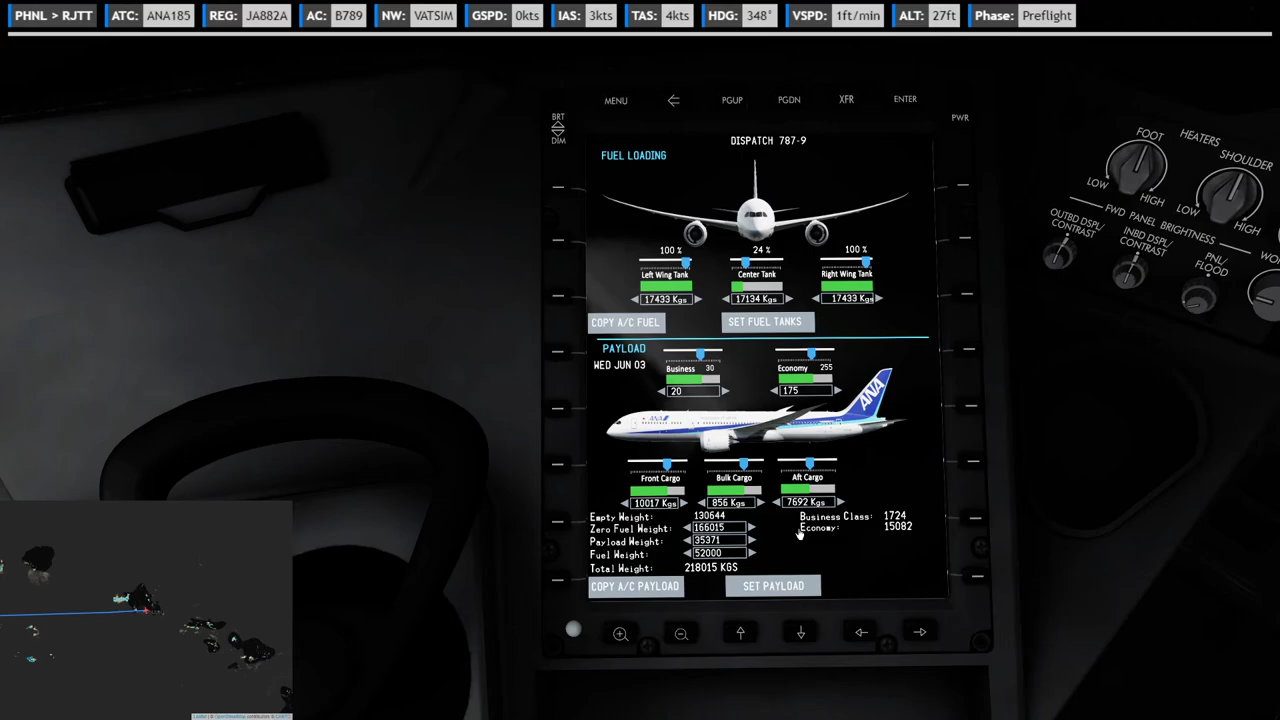 PHNL > RJTT ATC: ANA185 REG: JA882A AC: B789 NW: VATSIM GSPD: 0kts IAS: 3kts TAS: 4kts HDG: 348° VSPD: 1ft/min ALT: 27ft Phase: Preflight
MENU PGUP PGDN XFR ENTER
BRT
DIM
PWR
DISPATCH 787-9
FUEL LOADING
100 % 24 % 100 %
Left Wing Tank Center Tank Right Wing Tank
17433 Kgs 17134 Kgs 17433 Kgs
COPY A/C FUEL SET FUEL TANKS
PAYLOAD
WED JUN 03
Business 30 Economy 255
20 175
ANA
ANA
Front Cargo Bulk Cargo Aft Cargo
10017 Kgs 856 Kgs 7692 Kgs
Empty Weight: 130644
Zero Fuel Weight: 166015
Payload Weight: 35371
Fuel Weight: 52000
Total Weight: 218015 KGS
Business Class: 1724
Economy: 15082
COPY A/C PAYLOAD SET PAYLOAD
FOOT HEATERS SHOULDER
LOW HIGH LOW HIGH
FWD PANEL BRIGHTNESS
OUTBD DSPL/
CONTRAST
INBD DSPL/
CONTRAST
PNL/
FLOOD